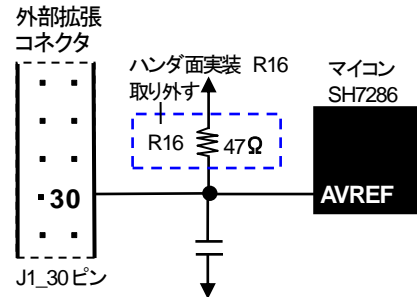 外部拡張
コネクタ
ハンダ面実装 R16
取り外す
マイコン
SH7286
R16
47Ω
30
AVREF
J1_30ピン